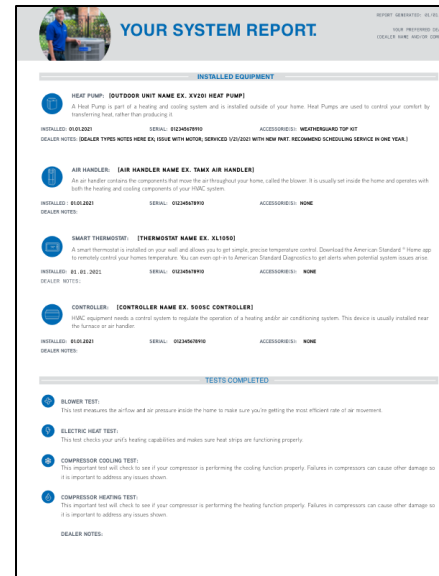 REPORT GENERATED: 01/01
YOUR SYSTEM REPORT.
YOUR PREFERRED DE
(DEALER NAME AND/OR COM
INSTALLED EQUIPMENT
HEAT PUMP: [OUTDOOR UNIT NAME EX. XV20I HEAT PUMP]
A Heat Pump is part of a heating and cooling system and is installed outside of your home. Heat Pumps are used to control your comfort by
transferring heat, rather than producing it.
INSTALLED: 01.01.2021 SERIAL: 012345678910 ACCESSORIE(S): WEATHERGUARD TOP KIT
DEALER NOTES: [DEALER TYPES NOTES HERE EX; ISSUE WITH MOTOR; SERVICED 1/21/2021 WITH NEW PART. RECOMMEND SCHEDULING SERVICE IN ONE YEAR.]
AIR HANDLER: [AIR HANDLER NAME EX. TAMX AIR HANDLER]
An air handler contains the components that move the air throughout your home, called the blower. It is usually set inside the home and operates with
both the heating and cooling components of your HVAC system.
INSTALLED : 01.01.2021 SERIAL: 012345678910 ACCESSORIE(S): NONE
DEALER NOTES:
SMART THERMOSTAT: [THERMOSTAT NAME EX. XL1050]
A smart thermostat is installed on your wall and allows you to get simple, precise temperature control. Download the American Standard ® Home app
to remotely control your homes temperature. You can even opt-in to American Standard Diagnostics to get alerts when potential system issues arise.
INSTALLED: 01.01.2021 SERIAL: 012345678910 ACCESSORIE(S): NONE
DEALER NOTES:
CONTROLLER: [CONTROLLER NAME EX. 500SC CONTROLLER]
HVAC equipment needs a control system to regulate the operation of a heating and/or air conditioning system. This device is usually installed near
the furnace or air handler.
INSTALLED: 01.01.2021 SERIAL: 012345678910 ACCESSORIE(S): NONE
DEALER NOTES:
TESTS COMPLETED
BLOWER TEST:
This test measures the airflow and air pressure inside the home to make sure you're getting the most efficient rate of air movement.
ELECTRIC HEAT TEST:
This test checks your unit's heating capabilities and makes sure heat strips are functioning properly.
COMPRESSOR COOLING TEST:
This important test will check to see if your compressor is performing the cooling function properly. Failures in compressors can cause other damage so
it is important to address any issues shown.
COMPRESSOR HEATING TEST:
This important test will check to see if your compressor is performing the heating function properly. Failures in compressors can cause other damage so
it is important to address any issues shown.
DEALER NOTES: